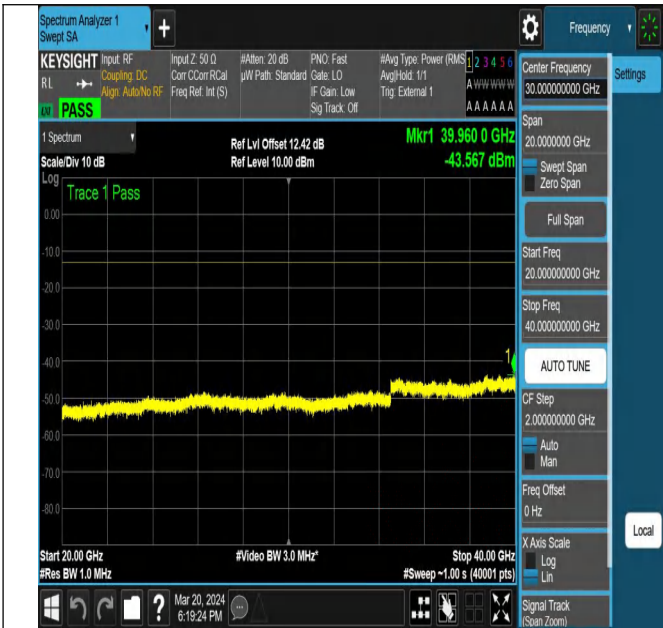 Spectrum Analyzer 1
Swept SA
+
Frequency
KEYSIGHT
RL
PASS
Input: RF
Coupling: DC
Align: Auto/No RF
Input Z: 50 Ω
Corr CCorr RCal
Freq Ref: Int (S)
#Atten: 20 dB
µW Path: Standard
PNO: Fast
Gate: LO
IF Gain: Low
Sig Track: Off
#Avg Type: Power (RMS
Avg|Hold: 1/1
Trig: External 1
1 2 3 4 5 6
A W W W W W
A A A A A A
1 Spectrum
Scale/Div 10 dB
Ref Lvl Offset 12.42 dB
Ref Level 10.00 dBm
Mkr1 39.960 0 GHz
-43.567 dBm
Log
Trace 1 Pass
0.00
-10.0
-20.0
-30.0
-40.0
-50.0
-60.0
-70.0
-80.0
1
Start 20.00 GHz
#Res BW 1.0 MHz
#Video BW 3.0 MHz*
Stop 40.00 GHz
#Sweep ~1.00 s (40001 pts)
Mar 20, 2024
6:19:24 PM
Center Frequency
30.000000000 GHz
Settings
Span
20.0000000 GHz
Swept Span
Zero Span
Full Span
Start Freq
20.000000000 GHz
Stop Freq
40.000000000 GHz
AUTO TUNE
CF Step
2.000000000 GHz
Auto
Man
Freq Offset
0 Hz
X Axis Scale
Log
Lin
Local
Signal Track
(Span Zoom)